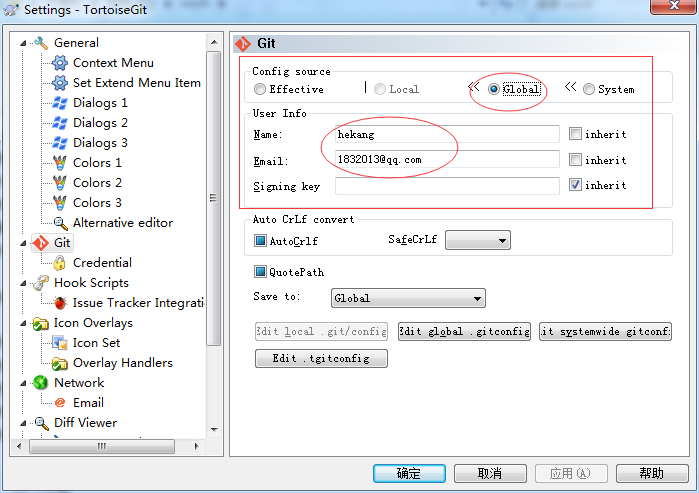 Settings - TortoiseGit
General
Context Menu
Set Extend Menu Item
Dialogs 1
Dialogs 2
Dialogs 3
Colors 1
Colors 2
Colors 3
Alternative editor
Git
Credential
Hook Scripts
Issue Tracker Integratio
Icon Overlays
Icon Set
Overlay Handlers
Network
Email
Diff Viewer
Git
Config source
Effective | Local << Global << System
User Info
Name: hekang inherit
Email: 1832013@qq.com inherit
Signing key inherit
Auto CrLf convert
AutoCrlf SafeCrLf
QuotePath
Save to: Global
Edit local .git/config Edit global .gitconfig it systemwide gitconfi
Edit .tgitconfig
确定 取消 应用(A) 帮助